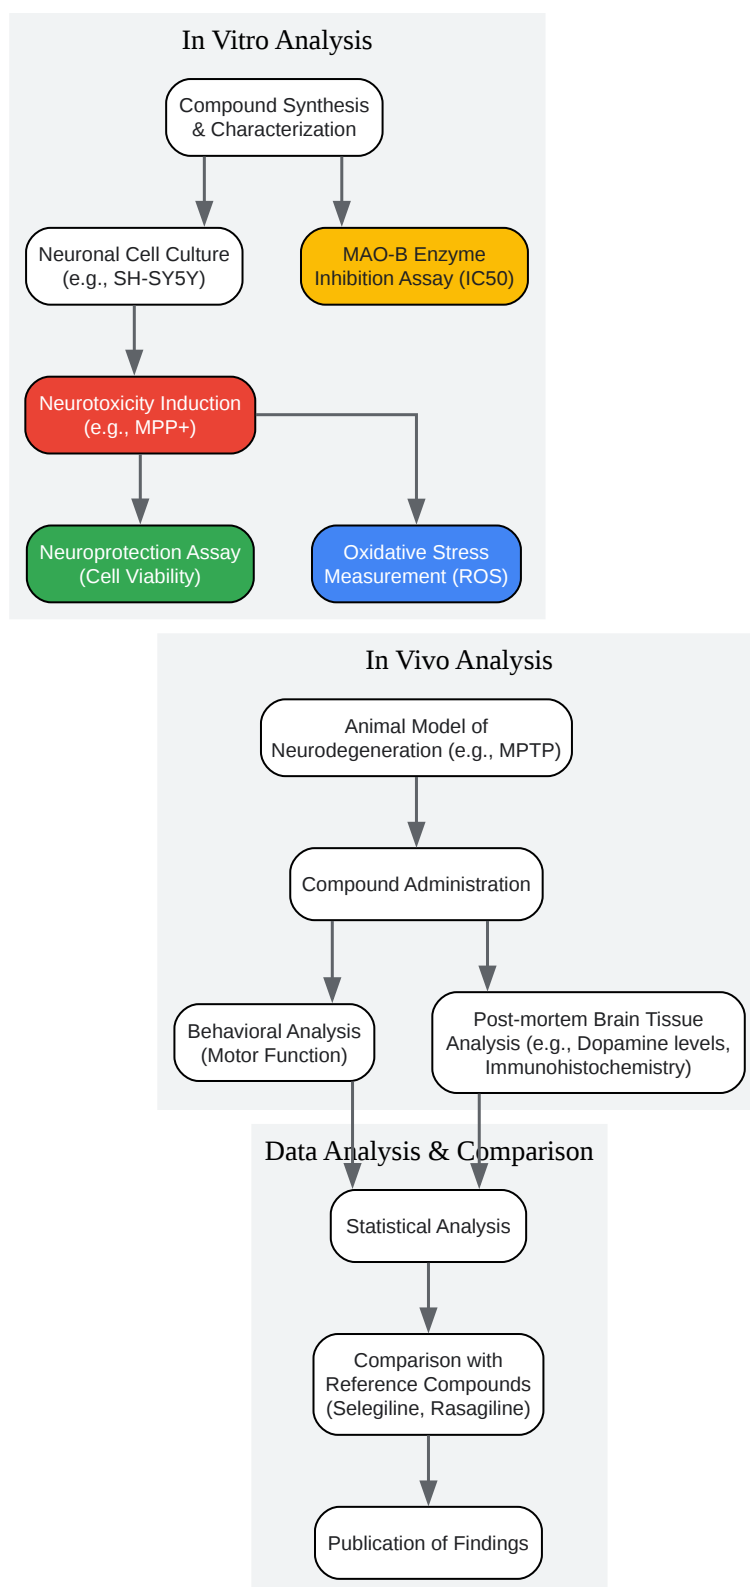 In Vitro Analysis
Compound Synthesis
& Characterization
Neuronal Cell Culture
(e.g., SH-SY5Y)
MAO-B Enzyme
Inhibition Assay (IC50)
Neurotoxicity Induction
(e.g., MPP+)
Neuroprotection Assay
(Cell Viability)
Oxidative Stress
Measurement (ROS)
In Vivo Analysis
Animal Model of
Neurodegeneration (e.g., MPTP)
Compound Administration
Behavioral Analysis
(Motor Function)
Post-mortem Brain Tissue
Analysis (e.g., Dopamine levels,
Immunohistochemistry)
Data Analysis & Comparison
Statistical Analysis
Comparison with
Reference Compounds
(Selegiline, Rasagiline)
Publication of Findings